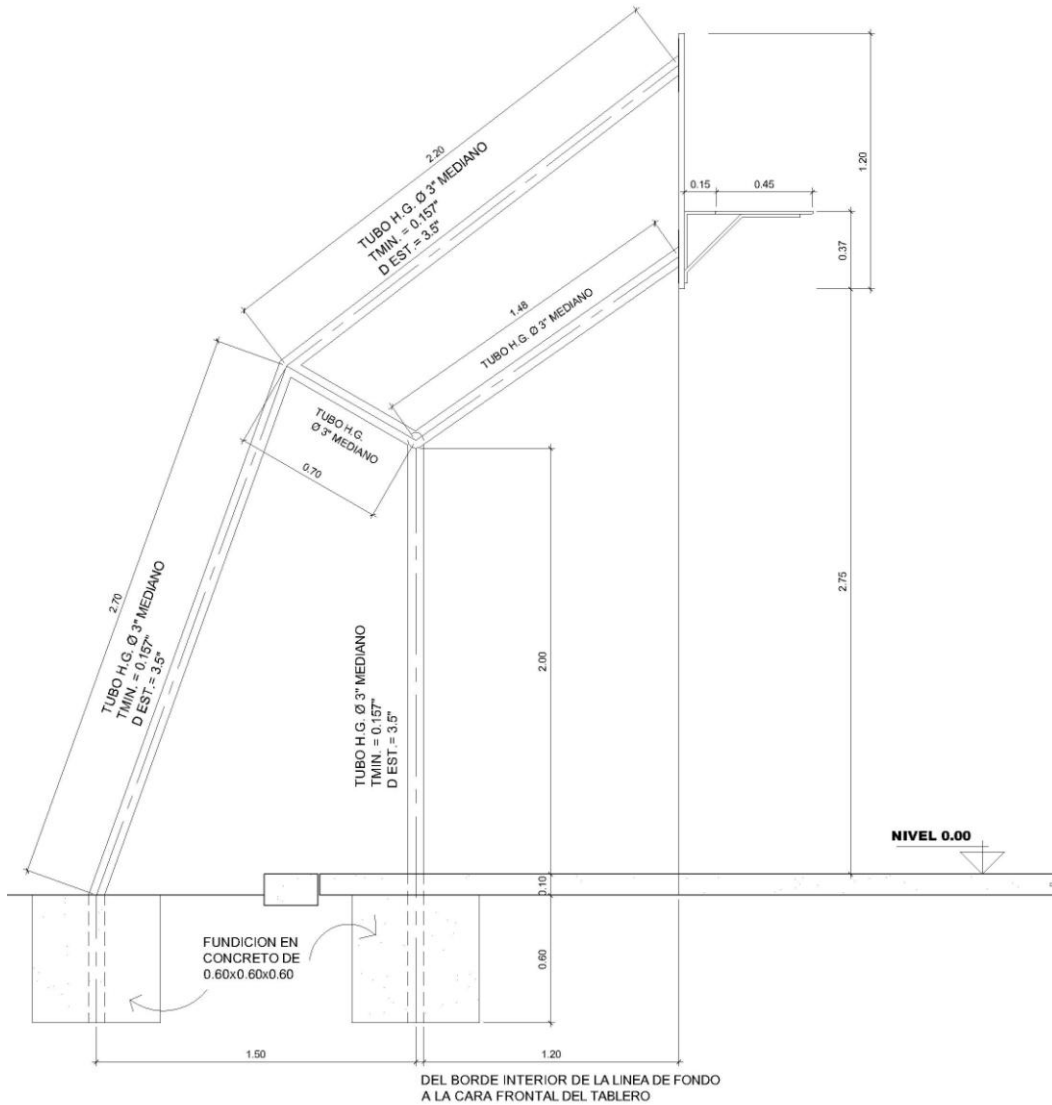 2.20
TUBO H.G. Ø 3" MEDIANO
TMIN. = 0.157"
D EST.= 3.5"
1.20
0.15
0.45
0.37
1.48
TUBO H.G. Ø 3" MEDIANO
TUBO H.G.
Ø 3" MEDIANO
0.70
2.70
TUBO H.G. Ø 3" MEDIANO
TMIN. = 0.157"
D EST.= 3.5"
TUBO H.G. Ø 3" MEDIANO
TMIN. = 0.157"
D EST.= 3.5"
2.00
2.75
NIVEL 0.00
0.10
FUNDICION EN
CONCRETO DE
0.60x0.60x0.60
0.60
1.50
1.20
DEL BORDE INTERIOR DE LA LINEA DE FONDO
A LA CARA FRONTAL DEL TABLERO